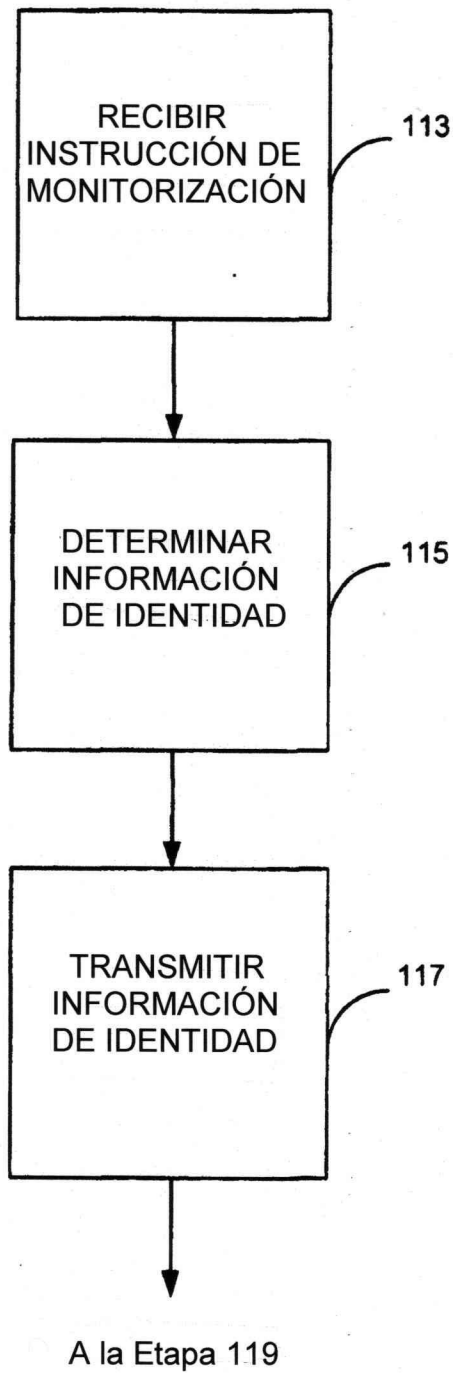 RECIBIR
INSTRUCCIÓN DE
MONITORIZACIÓN
113
DETERMINAR
INFORMACIÓN
DE IDENTIDAD
115
TRANSMITIR
INFORMACIÓN
DE IDENTIDAD
117
A la Etapa 119